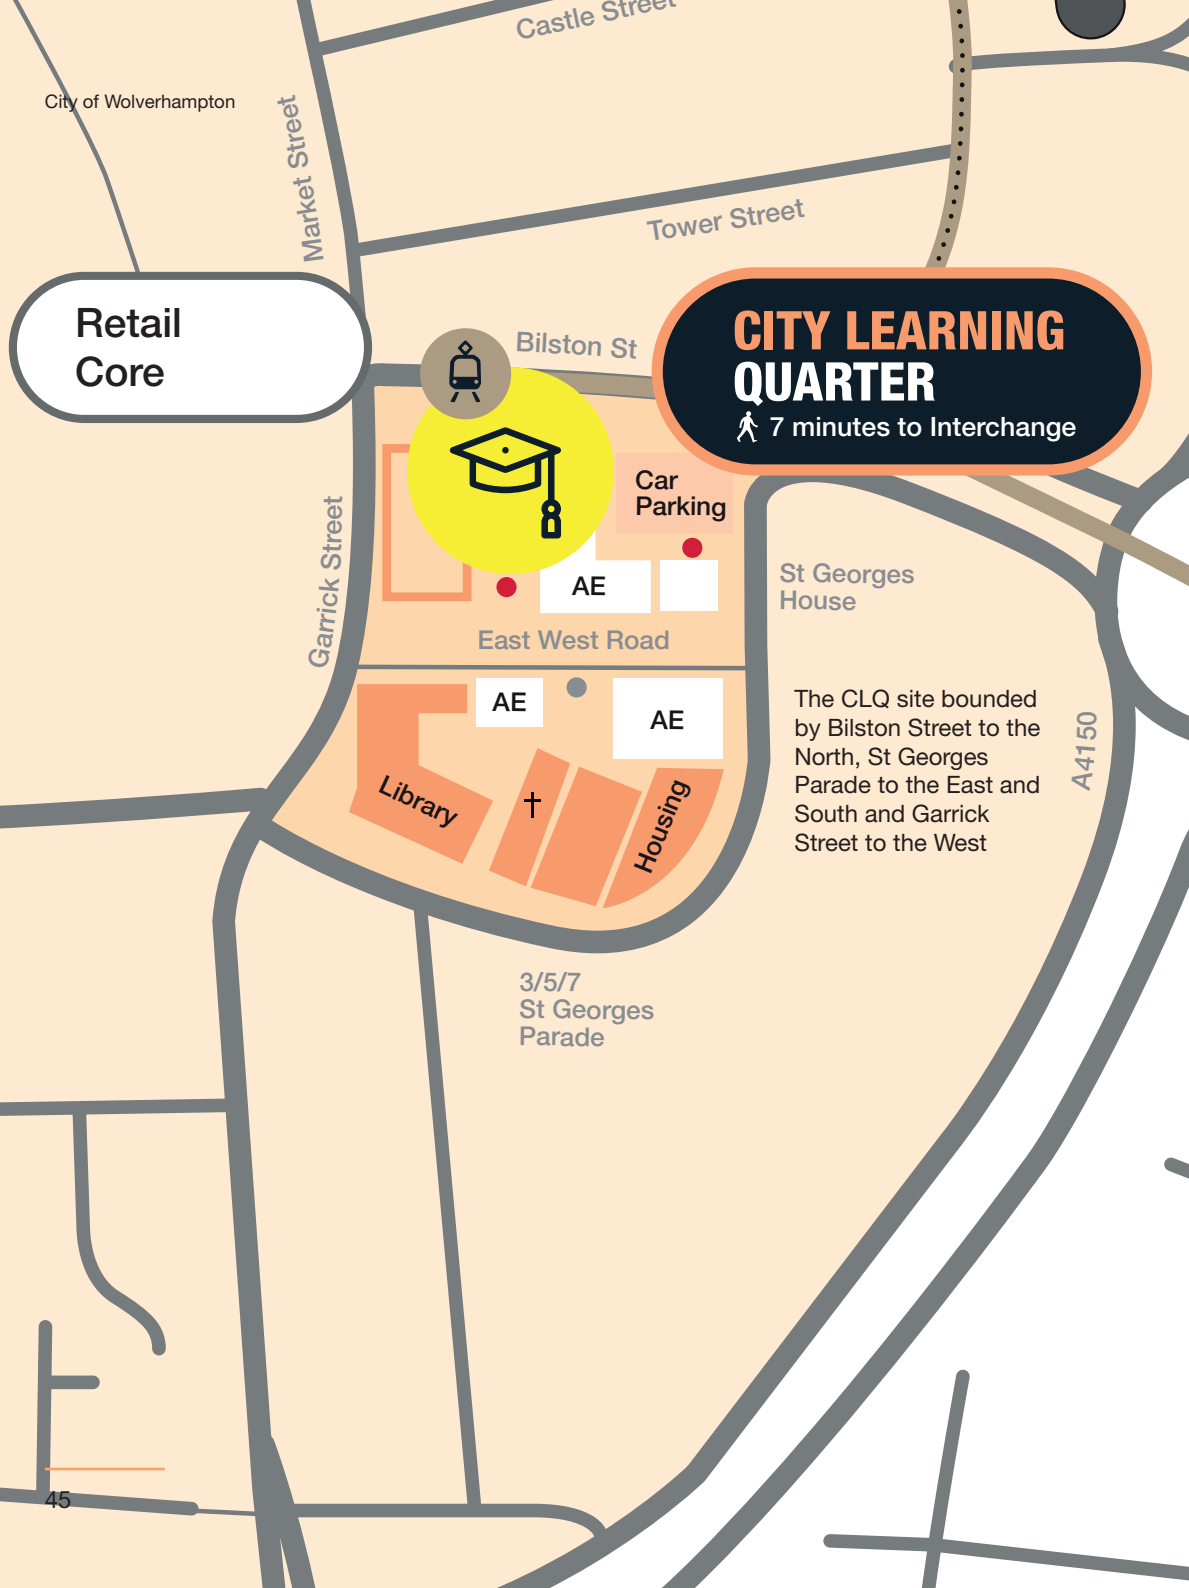 Castle Street
City of Wolverhampton
Market Street
Tower Street
Retail
Core
Bilston St
CITY LEARNING
QUARTER
7 minutes to Interchange
Car
Parking
Garrick Street
AE
St Georges
House
East West Road
AE
AE
The CLQ site bounded
by Bilston Street to the
North, St Georges
Parade to the East and
South and Garrick
Street to the West
A4150
Library
Housing
3/5/7
St Georges
Parade
45